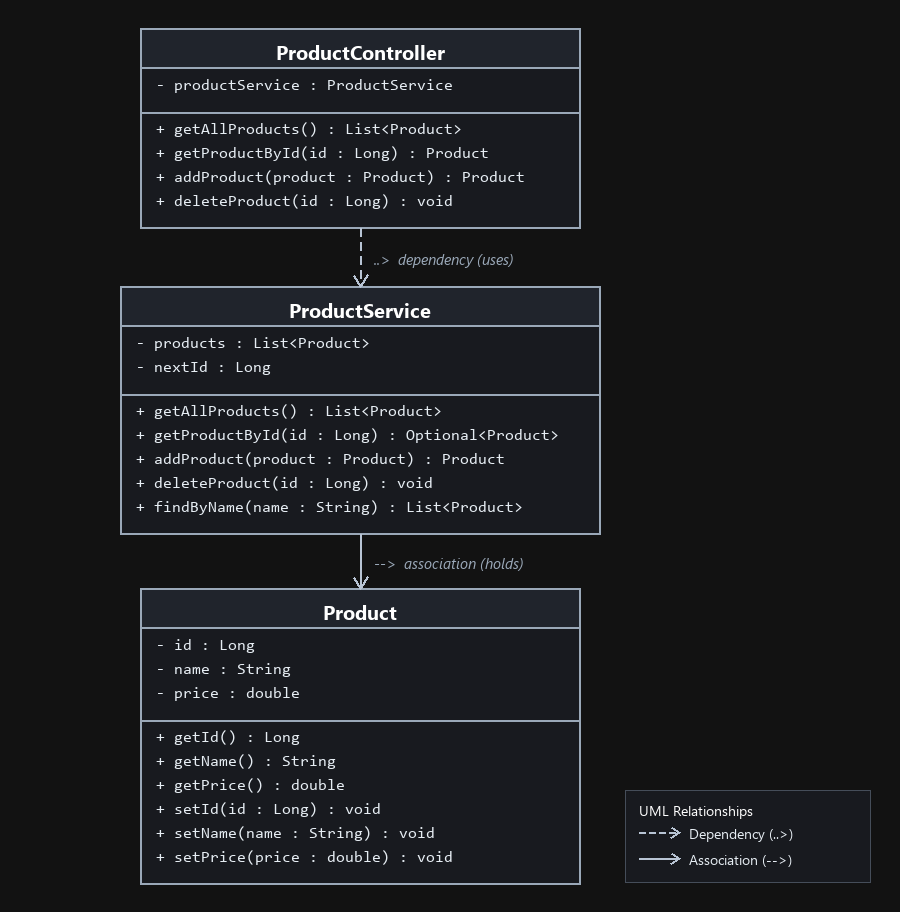 ProductController
- productService : ProductService
+ getAllProducts() : List<Product>
+ getProductById(id : Long) : Product
+ addProduct(product : Product) : Product
+ deleteProduct(id : Long) : void
..> dependency (uses)
ProductService
- products : List<Product>
- nextId : Long
+ getAllProducts() : List<Product>
+ getProductById(id : Long) : Optional<Product>
+ addProduct(product : Product) : Product
+ deleteProduct(id : Long) : void
+ findByName(name : String) : List<Product>
--> association (holds)
Product
- id : Long
- name : String
- price : double
+ getId() : Long
+ getName() : String
+ getPrice() : double
+ setId(id : Long) : void
+ setName(name : String) : void
+ setPrice(price : double) : void
UML Relationships
Dependency (..>)
Association (-->)